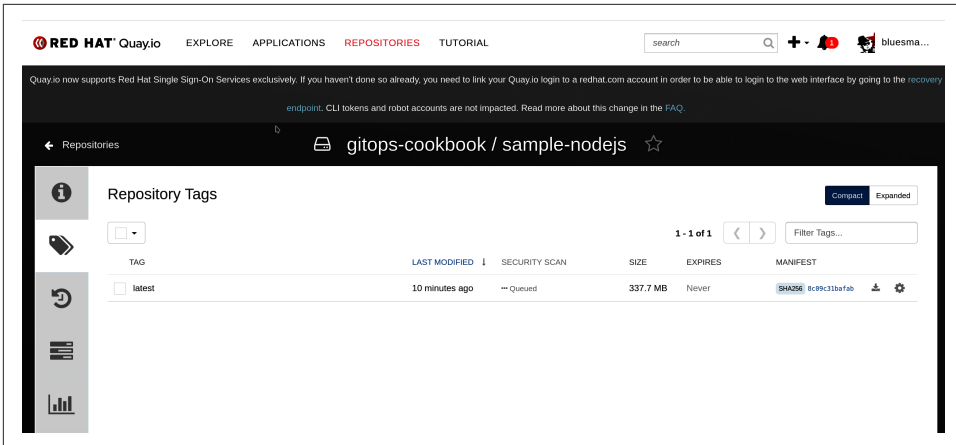 RED HAT Quay.io EXPLORE APPLICATIONS REPOSITORIES TUTORIAL search 1 bluesma...
Quay.io now supports Red Hat Single Sign-On Services exclusively. If you haven't done so already, you need to link your Quay.io login to a redhat.com account in order to be able to login to the web interface by going to the recovery
endpoint. CLI tokens and robot accounts are not impacted. Read more about this change in the FAQ.
Repositories gitops-cookbook / sample-nodejs
Repository Tags Compact Expanded
1 - 1 of 1 Filter Tags...
TAG LAST MODIFIED ↓ SECURITY SCAN SIZE EXPIRES MANIFEST
latest 10 minutes ago ··· Queued 337.7 MB Never SHA256 8c09c31bafab